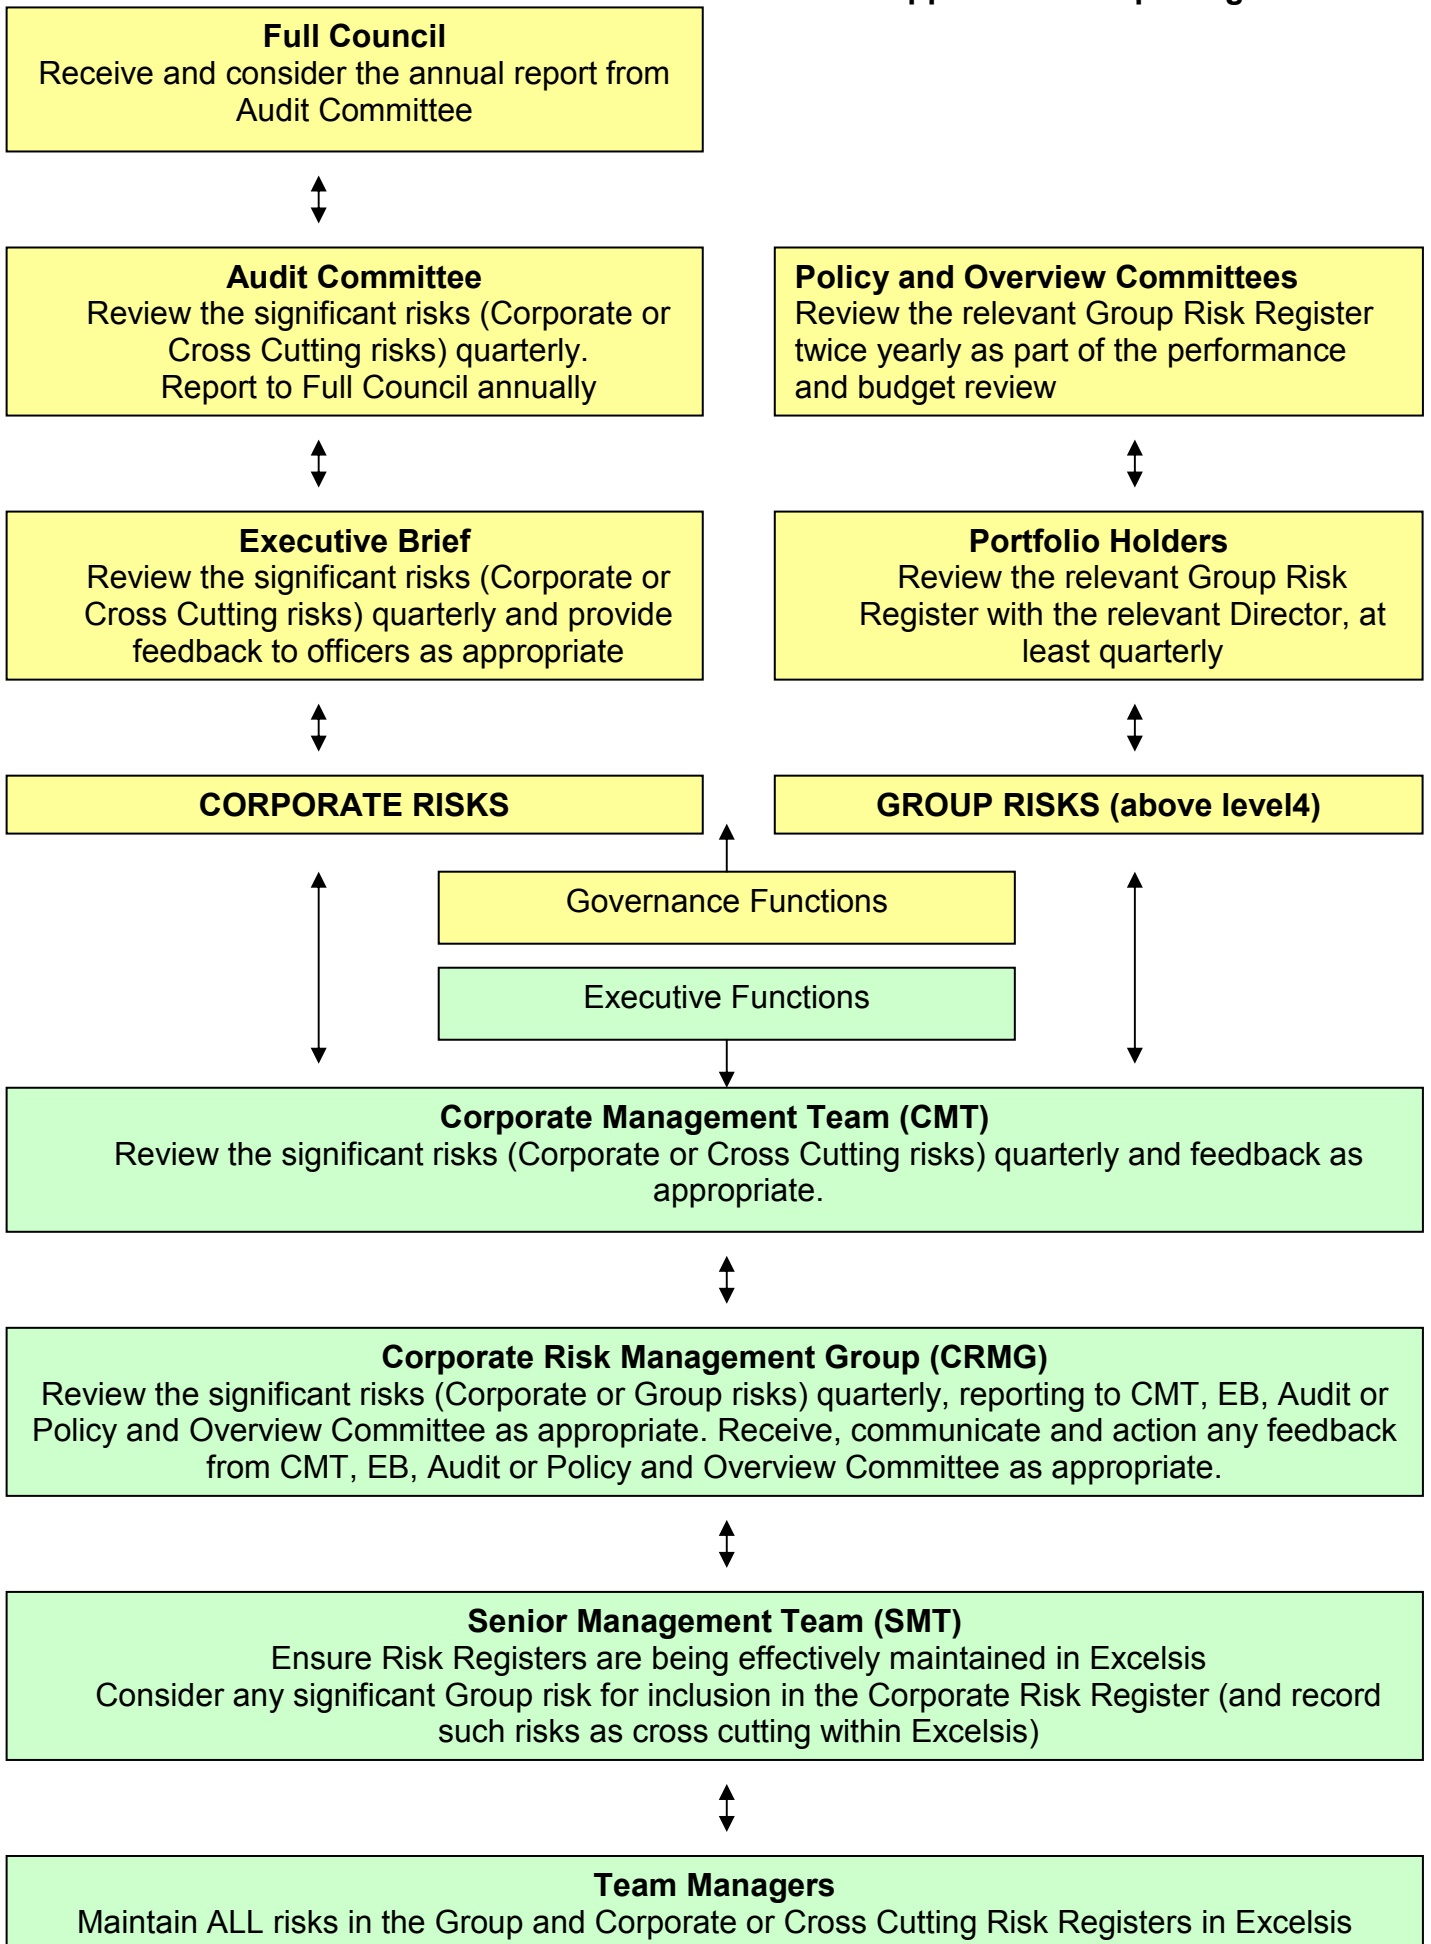 Full Council
Receive and consider the annual report from
Audit Committee
Audit Committee
Review the significant risks (Corporate or
Cross Cutting risks) quarterly.
Report to Full Council annually
Policy and Overview Committees
Review the relevant Group Risk Register
twice yearly as part of the performance
and budget review
Executive Brief
Review the significant risks (Corporate or
Cross Cutting risks) quarterly and provide
feedback to officers as appropriate
Portfolio Holders
Review the relevant Group Risk
Register with the relevant Director, at
least quarterly
CORPORATE RISKS
GROUP RISKS (above level4)
Governance Functions
Executive Functions
Corporate Management Team (CMT)
Review the significant risks (Corporate or Cross Cutting risks) quarterly and feedback as
appropriate.
Corporate Risk Management Group (CRMG)
Review the significant risks (Corporate or Group risks) quarterly, reporting to CMT, EB, Audit or
Policy and Overview Committee as appropriate. Receive, communicate and action any feedback
from CMT, EB, Audit or Policy and Overview Committee as appropriate.
Senior Management Team (SMT)
Ensure Risk Registers are being effectively maintained in Excelsis
Consider any significant Group risk for inclusion in the Corporate Risk Register (and record
such risks as cross cutting within Excelsis)
Team Managers
Maintain ALL risks in the Group and Corporate or Cross Cutting Risk Registers in Excelsis